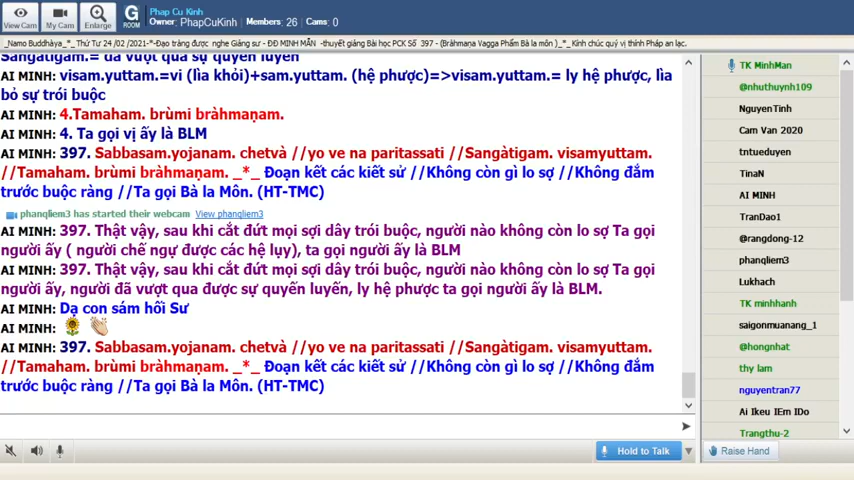 Phap Cu Kinh
Owner: PhapCuKinh Members: 26 Cams: 0
View Cam My Cam Enlarge G ROOM
_Namo Buddhàya_*_ Thứ Tư 24 /02 /2021-*-Đạo tràng được nghe Giảng sư - ĐĐ MINH MẪN -thuyết giảng Bài học PCK Số 397 - (Bràhmaṇa Vagga Phẩm Bà la môn )_*_ Kinh chúc quý vị thính Pháp an lạc.
Sangàtigam.= đã vượt qua sự quyến luyến
AI MINH: visam.yuttam.=vi (lìa khỏi)+sam.yuttam. (hệ phược)=>visam.yuttam.= ly hệ phược, lìa
bỏ sự trói buộc
AI MINH: 4.Tamaham. brùmi bràhmaṇam.
AI MINH: 4. Ta gọi vị ấy là BLM
AI MINH: 397. Sabbasam.yojanam. chetvà //yo ve na paritassati //Sangàtigam. visamyuttam.
//Tamaham. brùmi bràhmaṇam. _*_ Đoạn kết các kiết sử //Không còn gì lo sợ //Không đắm
trước buộc ràng //Ta gọi Bà la Môn. (HT-TMC)
phanqliem3 has started their webcam View phanqliem3
AI MINH: 397. Thật vậy, sau khi cắt đứt mọi sợi dây trói buộc, người nào không còn lo sợ Ta gọi
người ấy ( người chế ngự được các hệ lụy), ta gọi người ấy là BLM
AI MINH: 397. Thật vậy, sau khi cắt đứt mọi sợi dây trói buộc, người nào không còn lo sợ Ta gọi
người ấy, người đã vượt qua được sự quyến luyến, ly hệ phược ta gọi người ấy là BLM.
AI MINH: Dạ con sám hối Sư
AI MINH:
AI MINH: 397. Sabbasam.yojanam. chetvà //yo ve na paritassati //Sangàtigam. visamyuttam.
//Tamaham. brùmi bràhmaṇam. _*_ Đoạn kết các kiết sử //Không còn gì lo sợ //Không đắm
trước buộc ràng //Ta gọi Bà la Môn. (HT-TMC)
Hold to Talk
TK MinhMan
@nhuthuynh109
NguyenTinh
Cam Van 2020
tntueduyen
TinaN
AI MINH
TranDao1
@rangdong-12
phanqliem3
Lukhach
TK minhhanh
saigonmuanang_1
@hongnhat
thy lam
nguyentran77
Ai Ikeu IEm IDo
Trangthu-2
Raise Hand